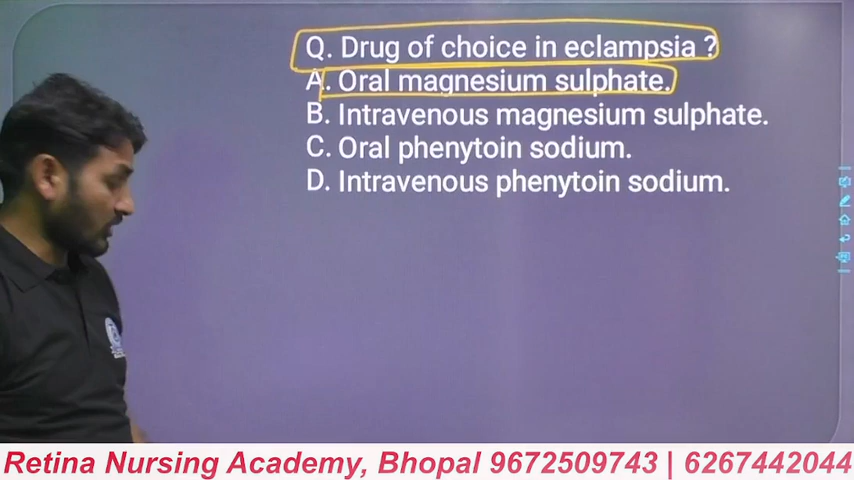 Q. Drug of choice in eclampsia ?
A. Oral magnesium sulphate.
B. Intravenous magnesium sulphate.
C. Oral phenytoin sodium.
D. Intravenous phenytoin sodium.
Retina Nursing Academy, Bhopal 9672509743 | 6267442044